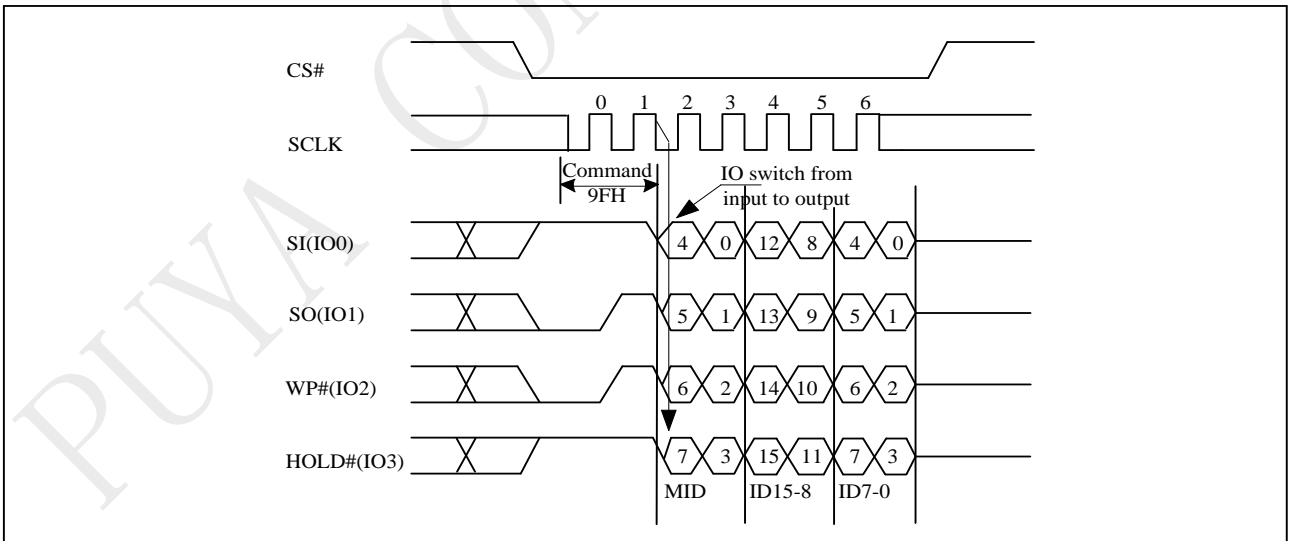 PUYA CON
CS#
0 1 2 3 4 5 6
SCLK
Command
9FH
IO switch from
input to output
SI(IO0)
4 0 12 8 4 0
SO(IO1)
5 1 13 9 5 1
WP#(IO2)
6 2 14 10 6 2
HOLD#(IO3)
7 3 15 11 7 3
MID ID15-8 ID7-0